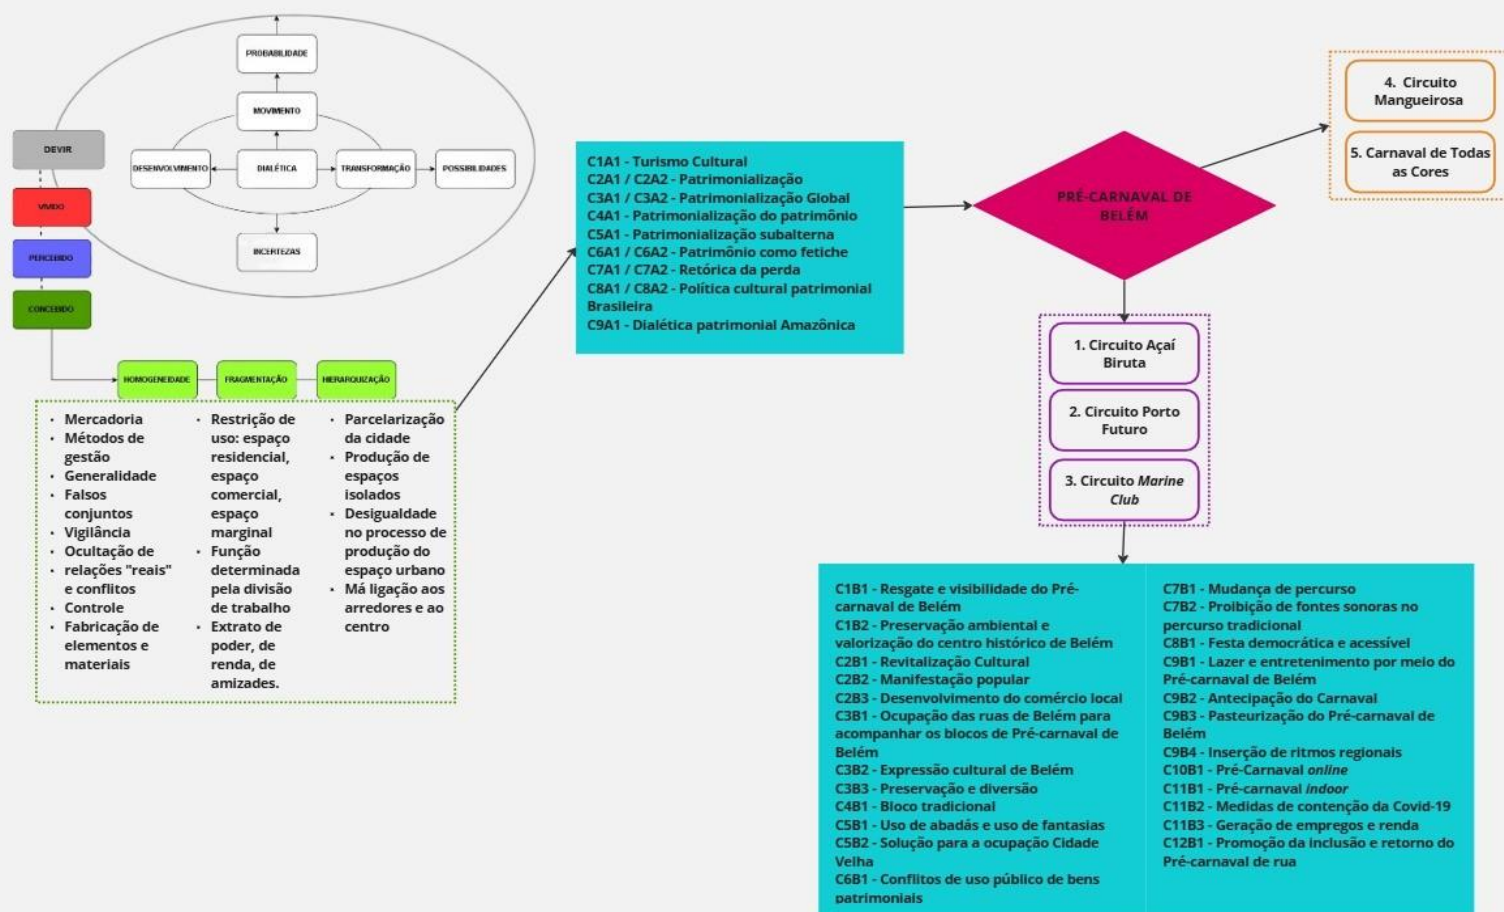 PROBABILIDADE
MOVIMENTO
DEVIR
DESENVOLVIMENTO
DIALÉTICA
TRANSFORMAÇÃO
POSSIBILIDADES
VIVIDO
PERCEBIDO
INCERTEZAS
CONCEBIDO
HOMOGENEIDADE
FRAGMENTAÇÃO
HIERARQUIZAÇÃO
• Mercadoria
• Métodos de
gestão
• Generalidade
• Falsos
conjuntos
• Vigilância
• Ocultação de
• relações "reais"
e conflitos
• Controle
• Fabricação de
elementos e
materiais
• Restrição de
uso: espaço
residencial,
espaço
comercial,
espaço
marginal
• Função
determinada
pela divisão
de trabalho
• Extrato de
poder, de
renda, de
amizades.
• Parcelarização
da cidade
• Produção de
espaços
isolados
• Desigualdade
no processo de
produção do
espaço urbano
• Má ligação aos
arredores e ao
centro
C1A1 - Turismo Cultural
C2A1 / C2A2 - Patrimonialização
C3A1 / C3A2 - Patrimonialização Global
C4A1 - Patrimonialização do patrimônio
C5A1 - Patrimonialização subalterna
C6A1 / C6A2 - Patrimônio como fetiche
C7A1 / C7A2 - Retórica da perda
C8A1 / C8A2 - Política cultural patrimonial
Brasileira
C9A1 - Dialética patrimonial Amazônica
PRÉ-CARNAVAL DE
BELÉM
4. Circuito
Mangueirosa
5. Carnaval de Todas
as Cores
1. Circuito Açaí
Biruta
2. Circuito Porto
Futuro
3. Circuito Marine
Club
C1B1 - Resgate e visibilidade do Pré-
carnaval de Belém
C1B2 - Preservação ambiental e
valorização do centro histórico de Belém
C2B1 - Revitalização Cultural
C2B2 - Manifestação popular
C2B3 - Desenvolvimento do comércio local
C3B1 - Ocupação das ruas de Belém para
acompanhar os blocos de Pré-carnaval de
Belém
C3B2 - Expressão cultural de Belém
C3B3 - Preservação e diversão
C4B1 - Bloco tradicional
C5B1 - Uso de abadás e uso de fantasias
C5B2 - Solução para a ocupação Cidade
Velha
C6B1 - Conflitos de uso público de bens
patrimoniais
C7B1 - Mudança de percurso
C7B2 - Proibição de fontes sonoras no
percurso tradicional
C8B1 - Festa democrática e acessível
C9B1 - Lazer e entretenimento por meio do
Pré-carnaval de Belém
C9B2 - Antecipação do Carnaval
C9B3 - Pasteurização do Pré-carnaval de
Belém
C9B4 - Inserção de ritmos regionais
C10B1 - Pré-Carnaval online
C11B1 - Pré-carnaval indoor
C11B2 - Medidas de contenção da Covid-19
C11B3 - Geração de empregos e renda
C12B1 - Promoção da inclusão e retorno do
Pré-carnaval de rua